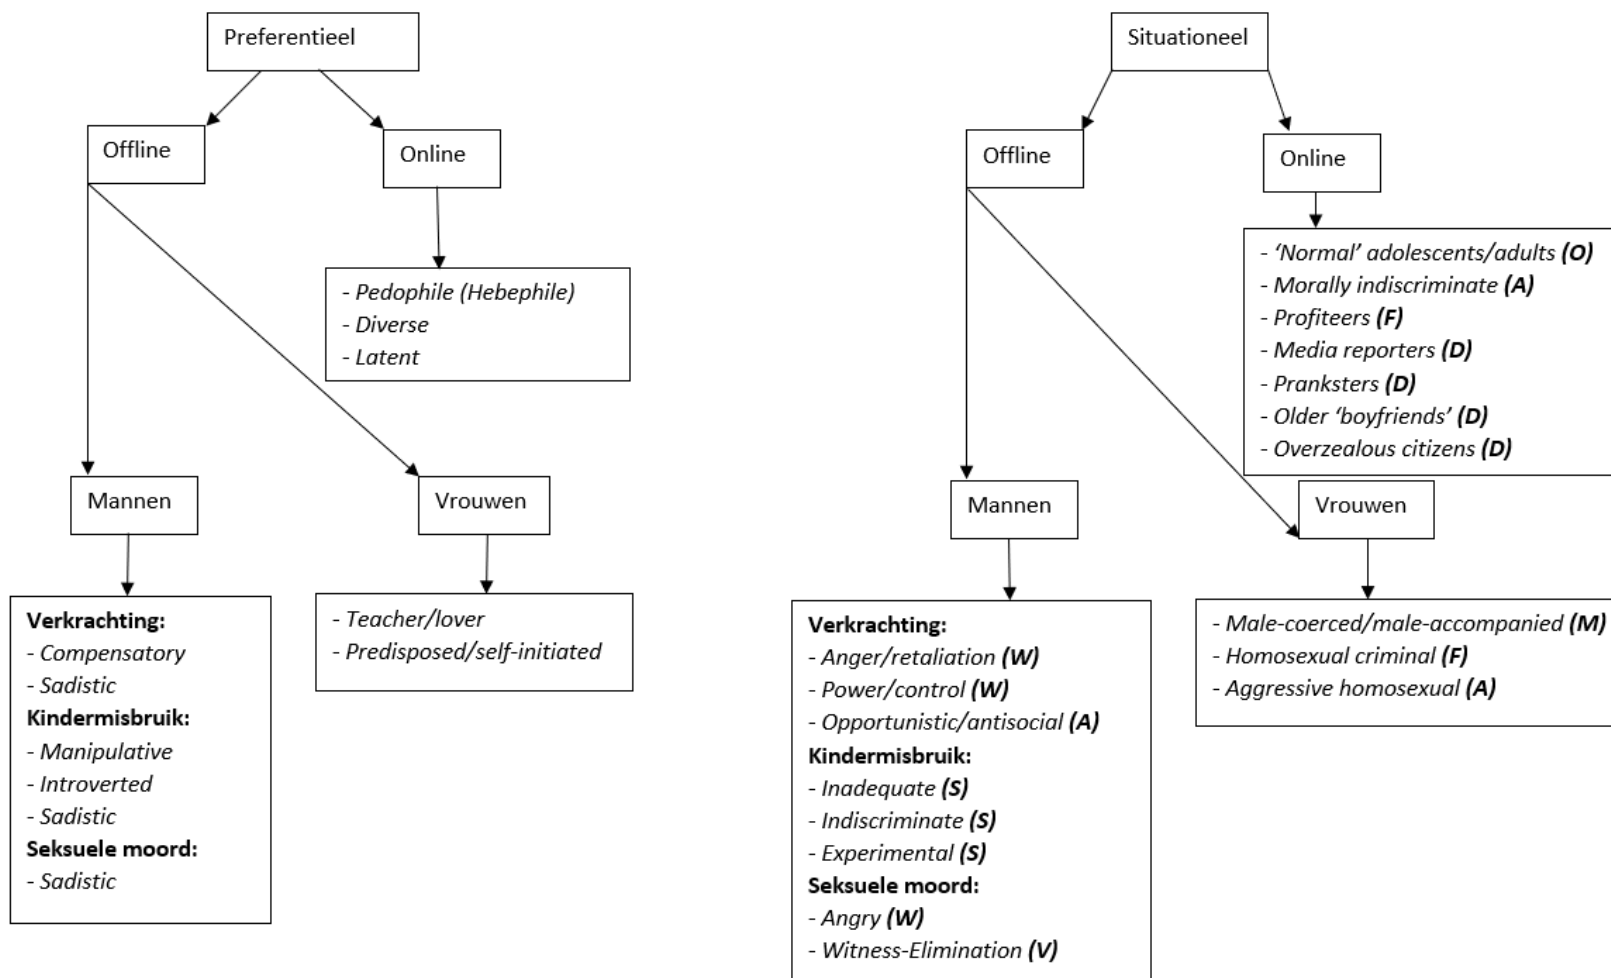 Preferentieel
Offline
Online
- Pedophile (Hebephile)
- Diverse
- Latent
Mannen
Vrouwen
Verkrachting:
- Compensatory
- Sadistic
Kindermisbruik:
- Manipulative
- Introverted
- Sadistic
Seksuele moord:
- Sadistic
- Teacher/lover
- Predisposed/self-initiated
Situationeel
Offline
Online
- ‘Normal’ adolescents/adults (O)
- Morally indiscriminate (A)
- Profiteers (F)
- Media reporters (D)
- Pranksters (D)
- Older ‘boyfriends’ (D)
- Overzealous citizens (D)
Mannen
Vrouwen
Verkrachting:
- Anger/retaliation (W)
- Power/control (W)
- Opportunistic/antisocial (A)
Kindermisbruik:
- Inadequate (S)
- Indiscriminate (S)
- Experimental (S)
Seksuele moord:
- Angry (W)
- Witness-Elimination (V)
- Male-coerced/male-accompanied (M)
- Homosexual criminal (F)
- Aggressive homosexual (A)